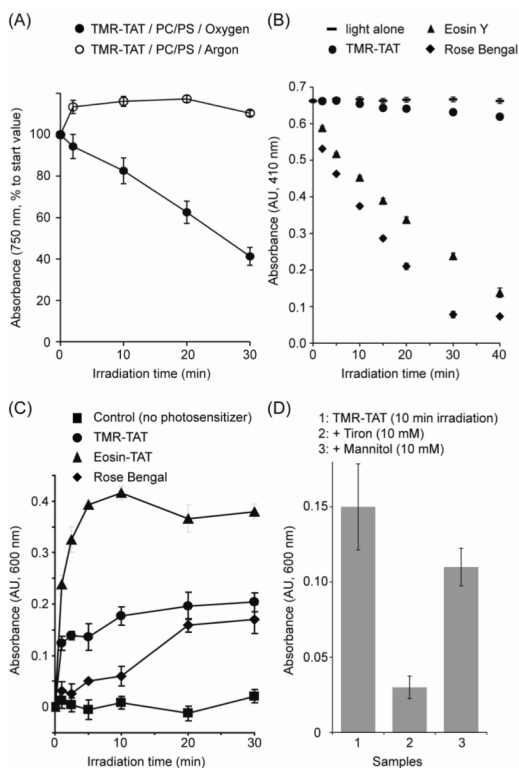 (A)
TMR-TAT / PC/PS / Oxygen
TMR-TAT / PC/PS / Argon
Absorbance (750 nm, % to start value)
100
80
60
40
20
0
0 10 20 30
Irradiation time (min)
(B)
light alone
TMR-TAT
Eosin Y
Rose Bengal
Absorbance (AU, 410 nm)
0.7
0.6
0.5
0.4
0.3
0.2
0.1
0.0
0 10 20 30 40
Irradiation time (min)
(C)
Control (no photosensitizer)
TMR-TAT
Eosin-TAT
Rose Bengal
Absorbance (AU, 600 nm)
0.4
0.3
0.2
0.1
0
0 10 20 30
Irradiation time (min)
(D)
1: TMR-TAT (10 min irradiation)
2: + Tiron (10 mM)
3: + Mannitol (10 mM)
Absorbance (AU, 600 nm)
0.15
0.10
0.05
0
1 2 3
Samples